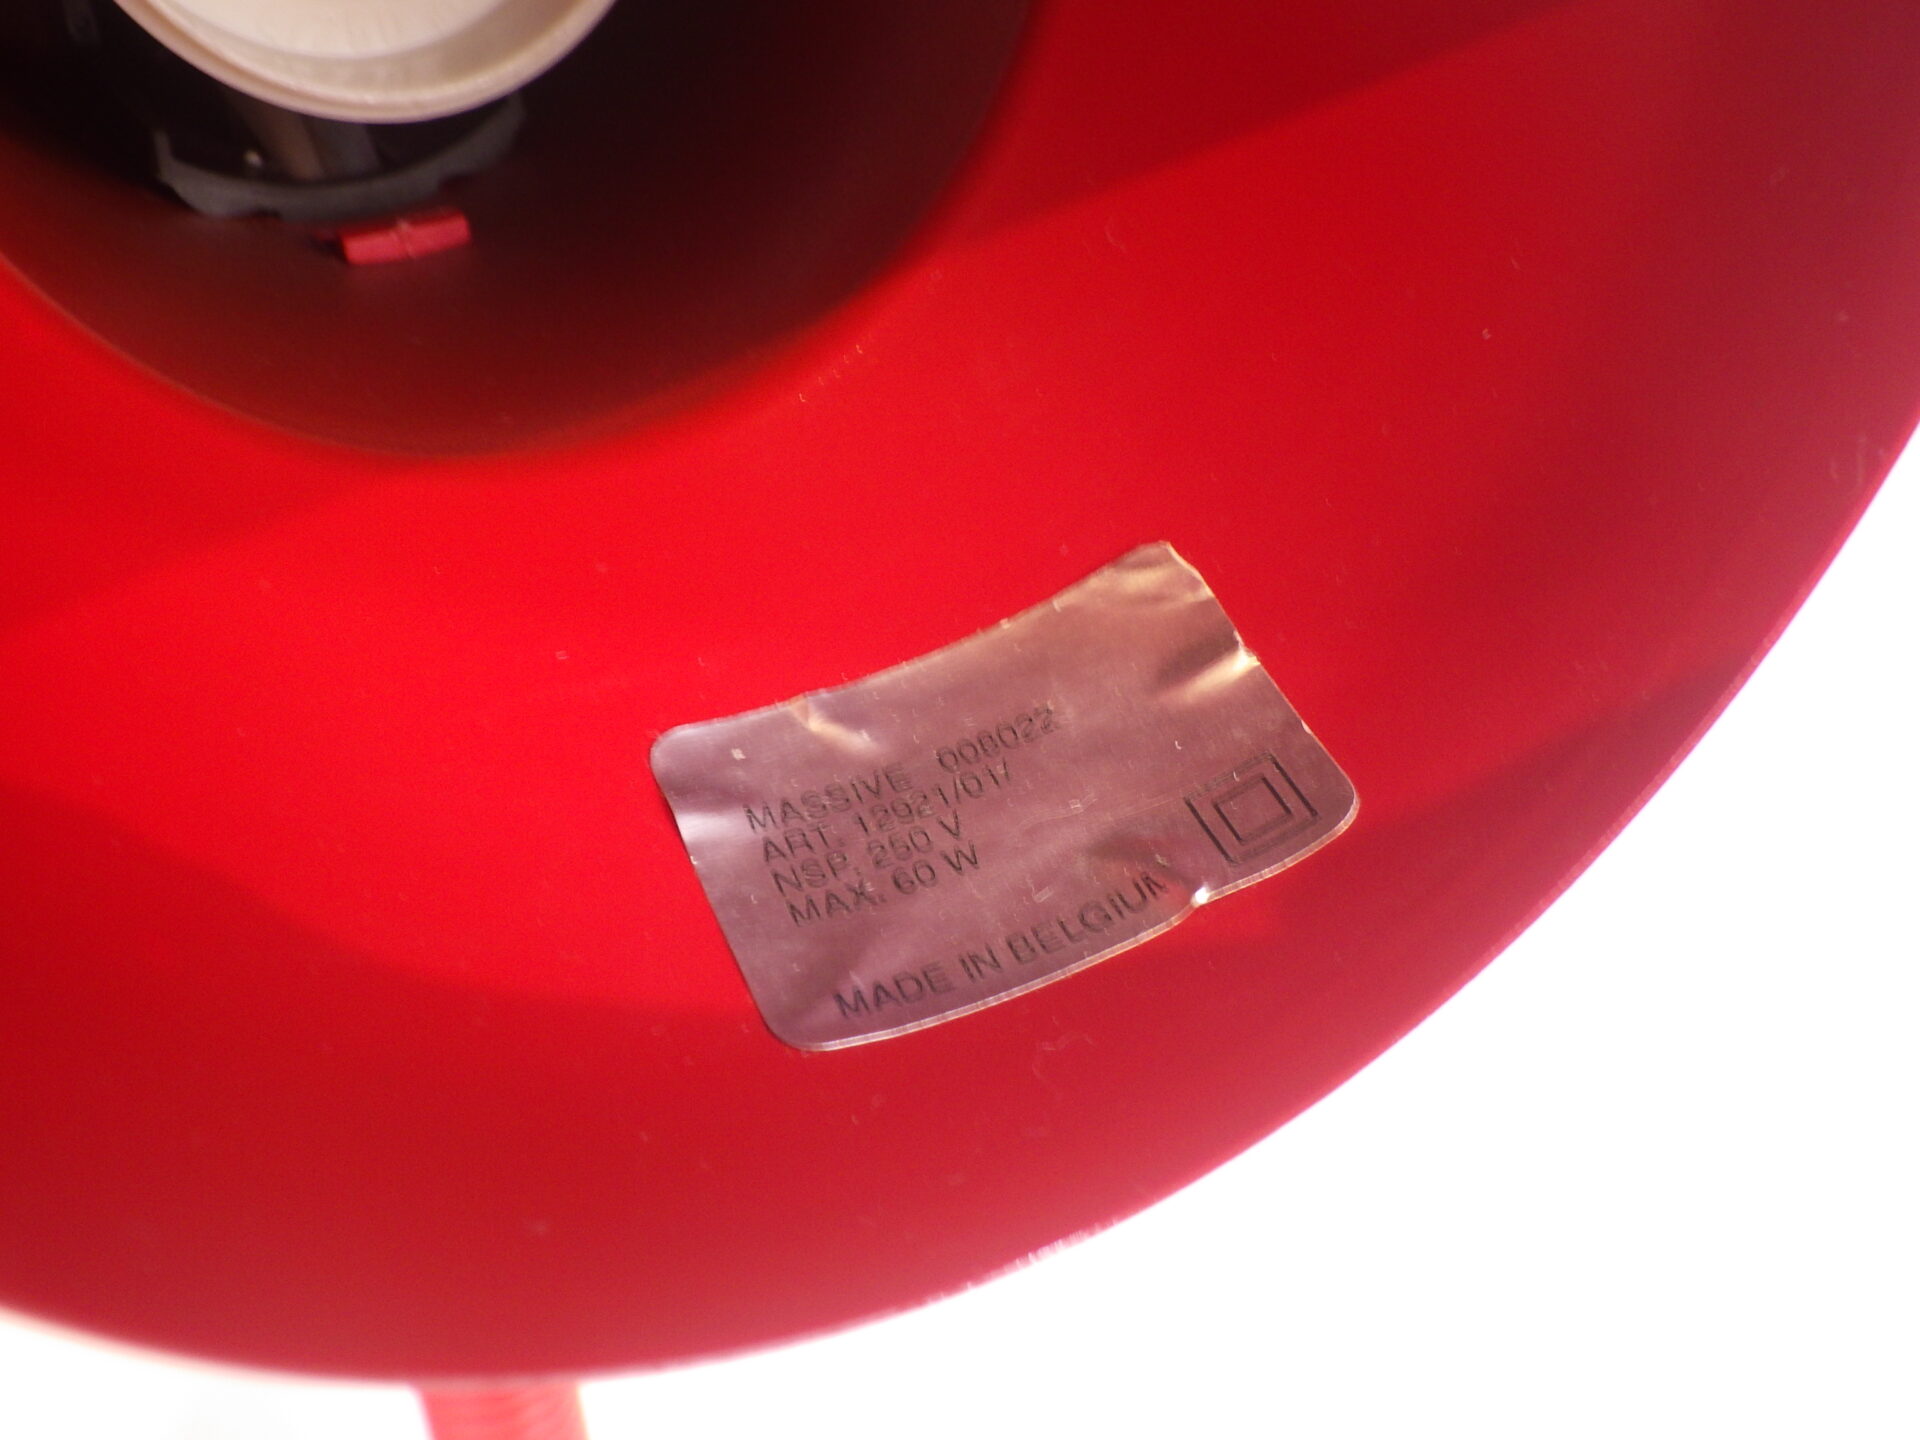 MASSIVE 008022
ART. 12921/01/
NSP. 250 V
MAX. 60 W
MADE IN BELGIUM